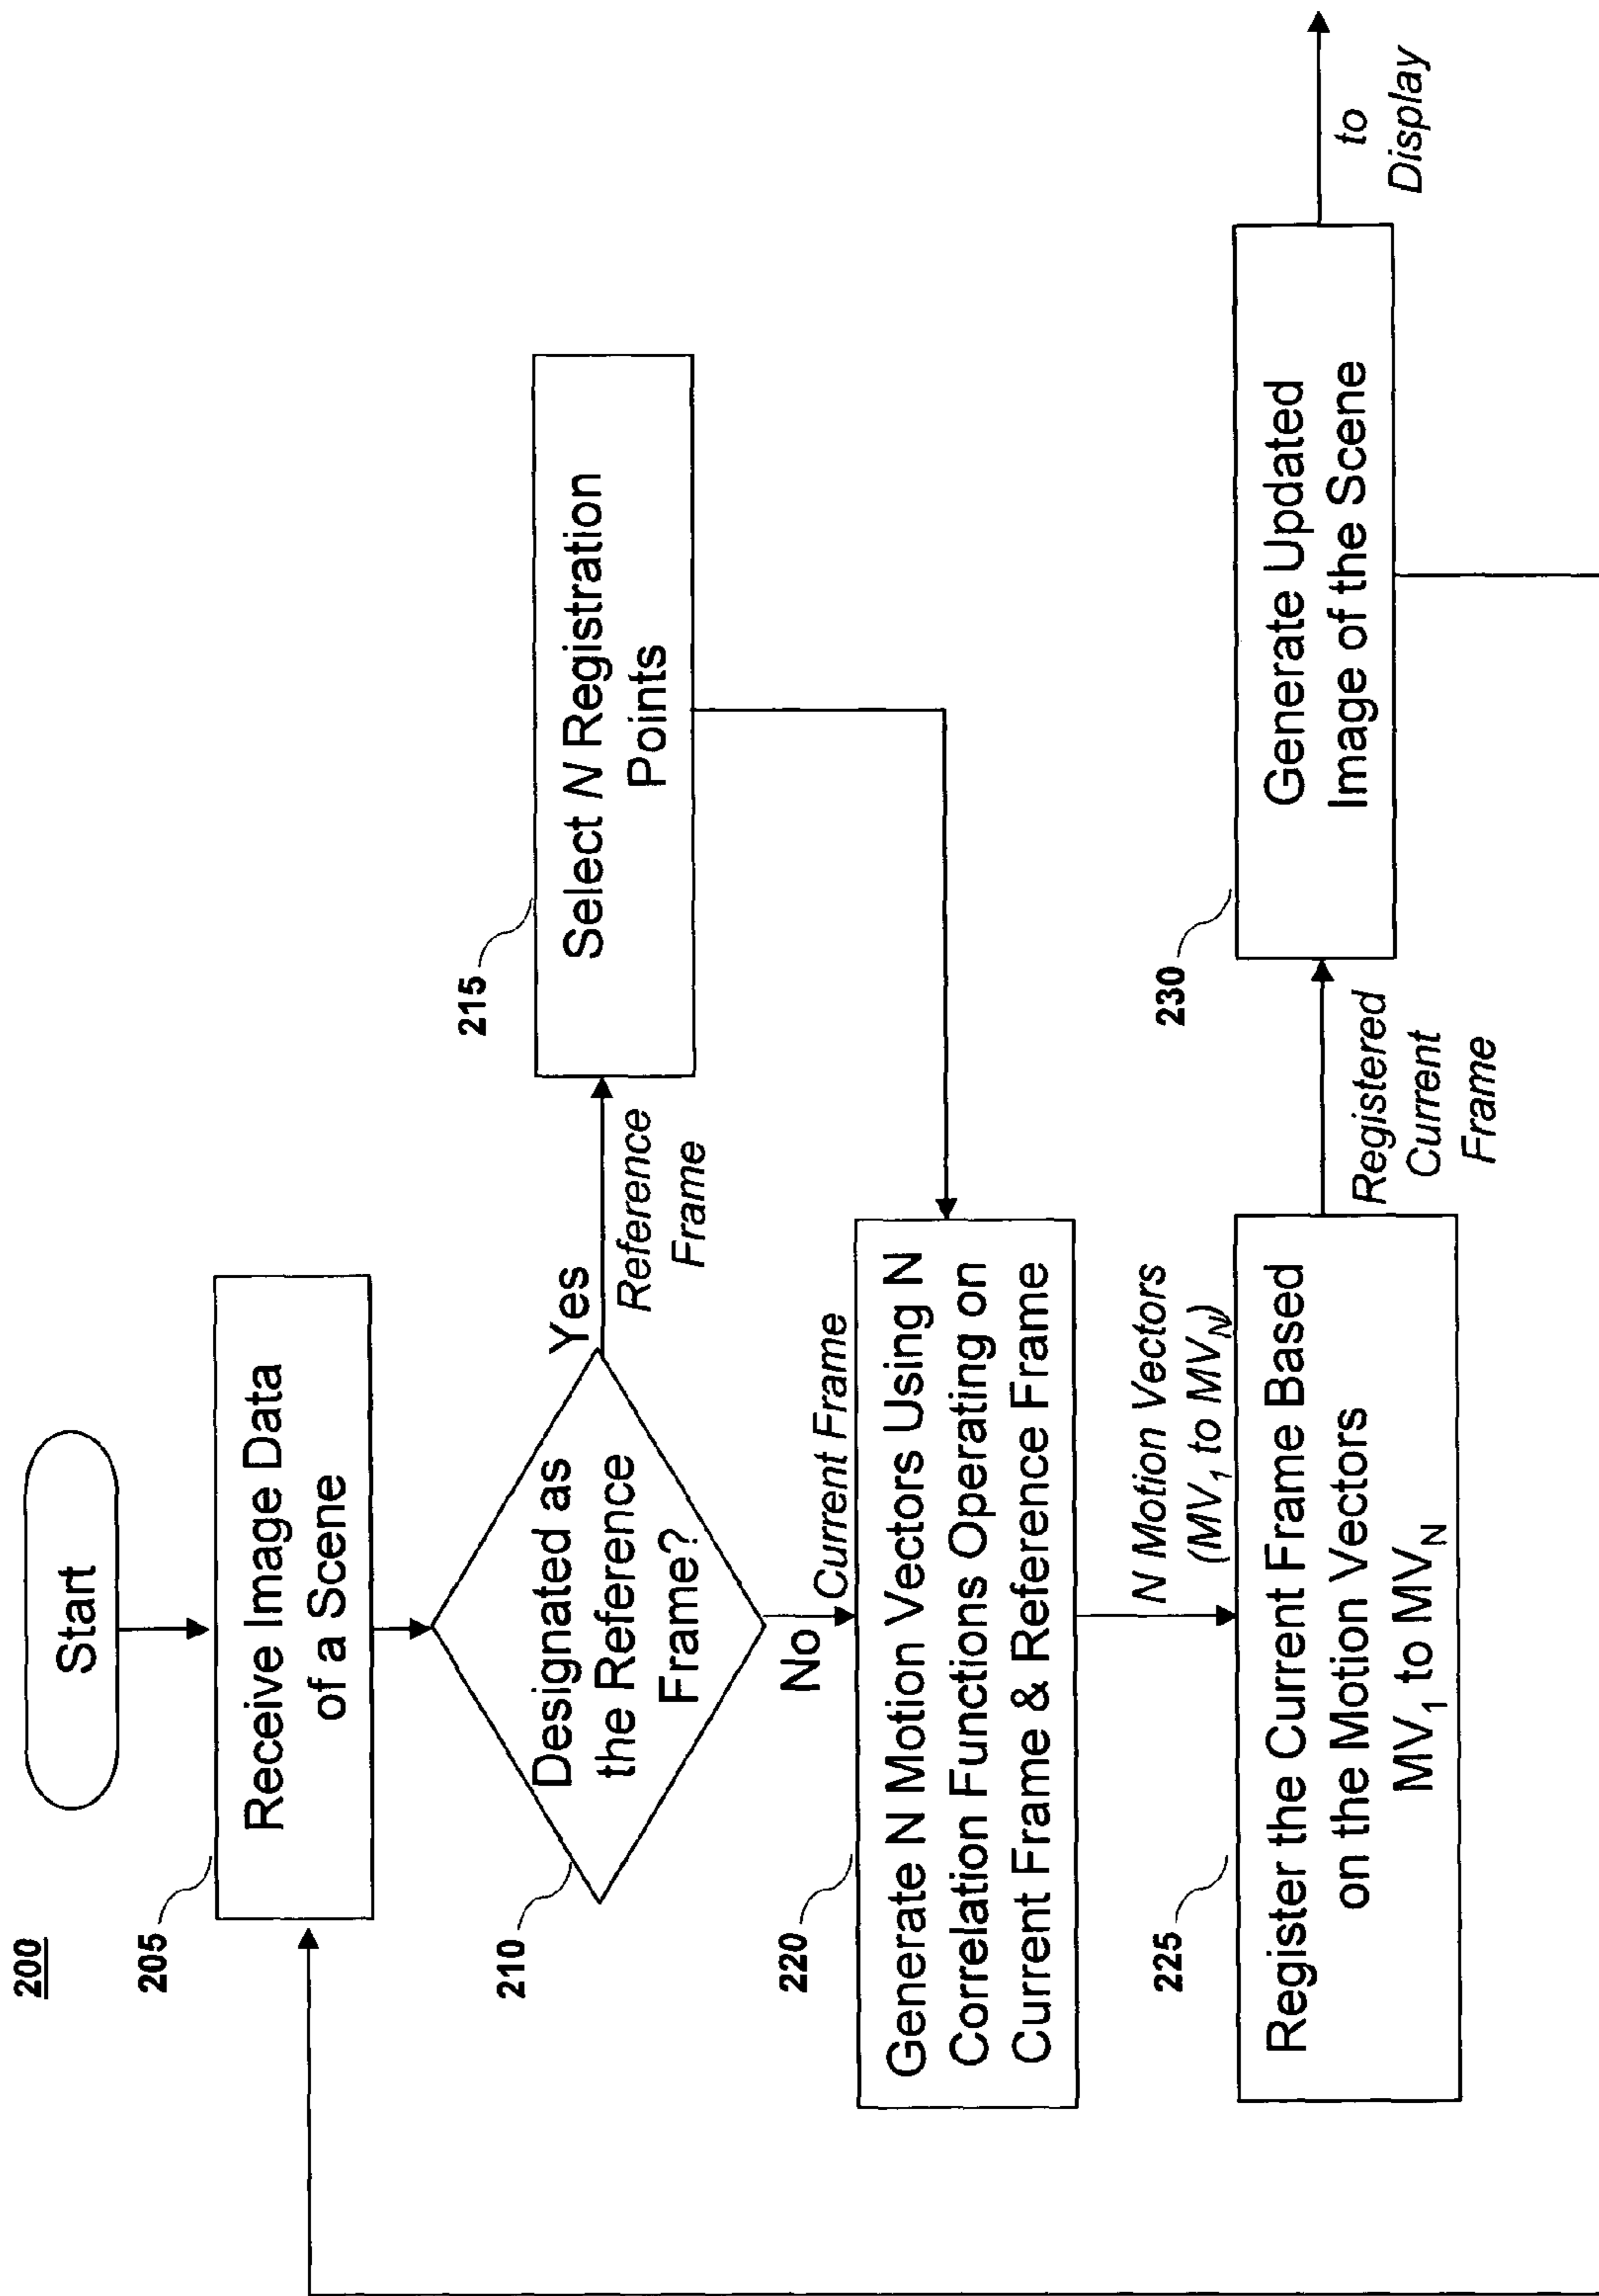 200
Start
205
Receive Image Data
of a Scene
210
Designated as
the Reference
Frame?
Yes
Reference
Frame
215
Select N Registration
Points
No
Current Frame
220
Generate N Motion Vectors Using N
Correlation Functions Operating on
Current Frame & Reference Frame
N Motion Vectors
(MV₁ to MV_N)
225
Register the Current Frame Based
on the Motion Vectors
MV₁ to MV_N
Registered
Current
Frame
230
Generate Updated
Image of the Scene
to
Display